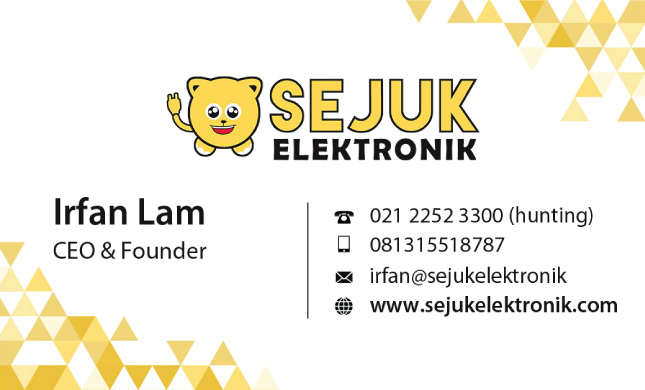 SEJUK
ELEKTRONIK
Irfan Lam
CEO & Founder
021 2252 3300 (hunting)
081315518787
irfan@sejukelektronik
www.sejukelektronik.com